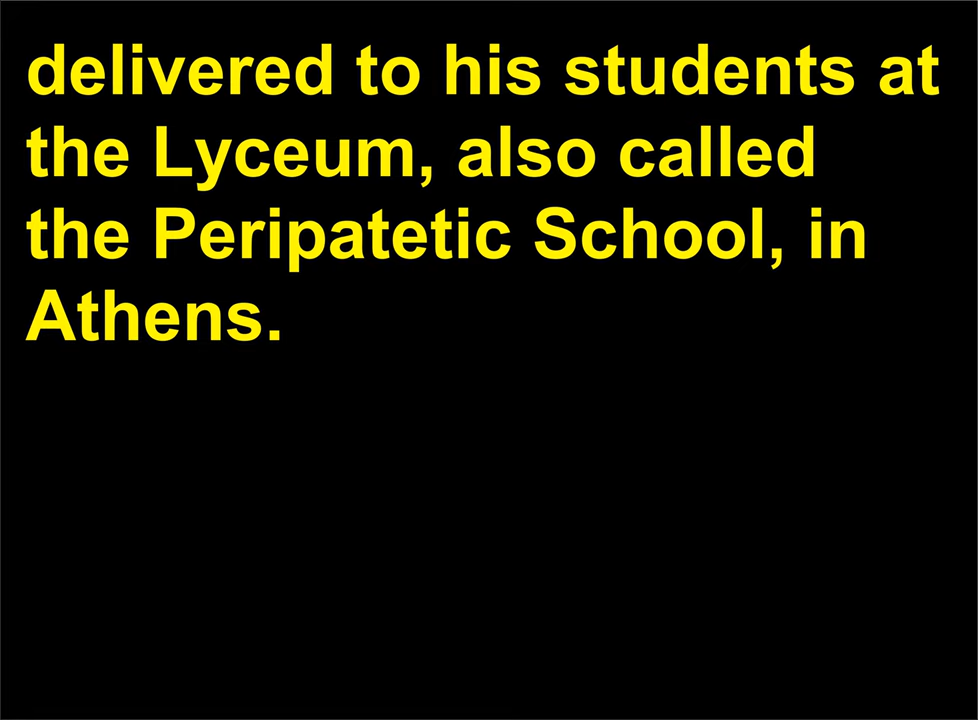 delivered to his students at
the Lyceum, also called
the Peripatetic School, in
Athens.